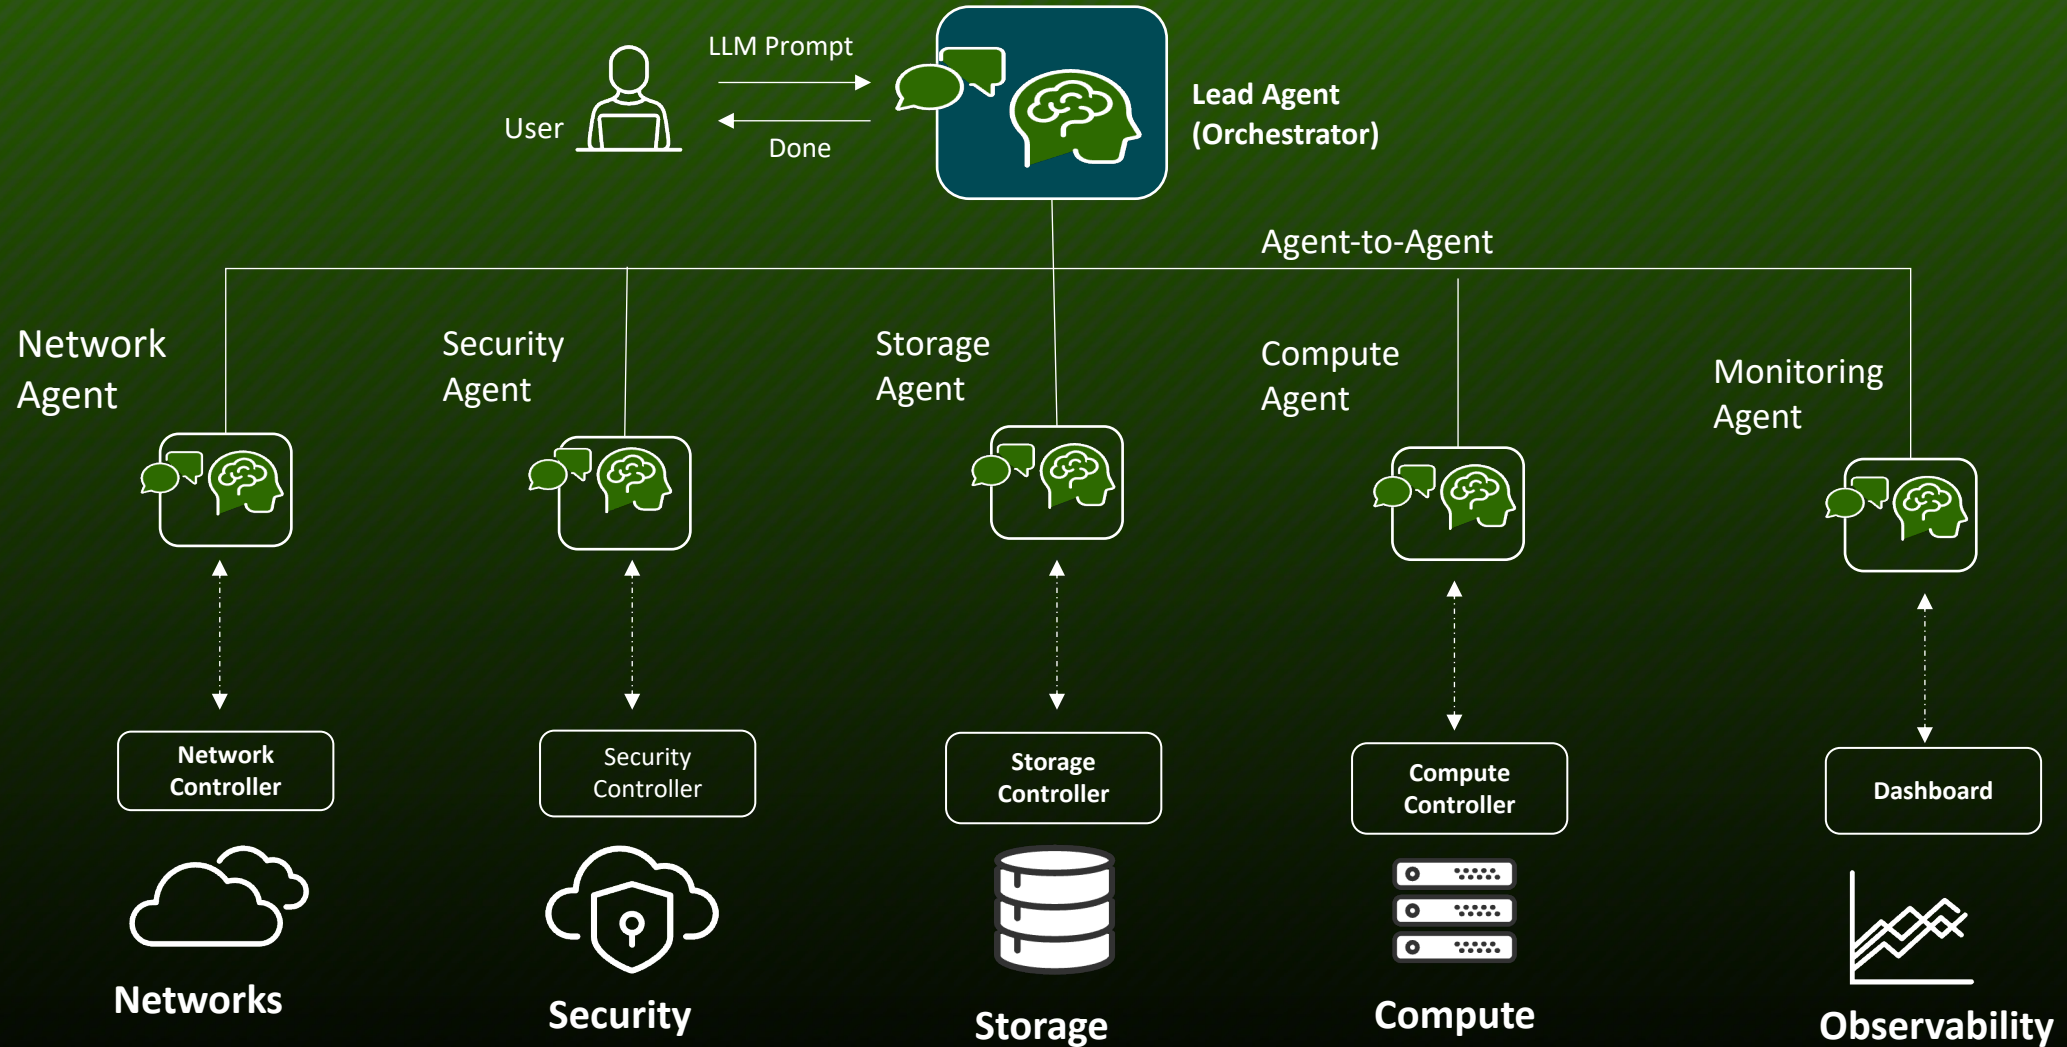 LLM Prompt
User
Done
Lead Agent
(Orchestrator)
Agent-to-Agent
Network
Agent
Security
Agent
Storage
Agent
Compute
Agent
Monitoring
Agent
Network
Controller
Security
Controller
Storage
Controller
Compute
Controller
Dashboard
Networks
Security
Storage
Compute
Observability